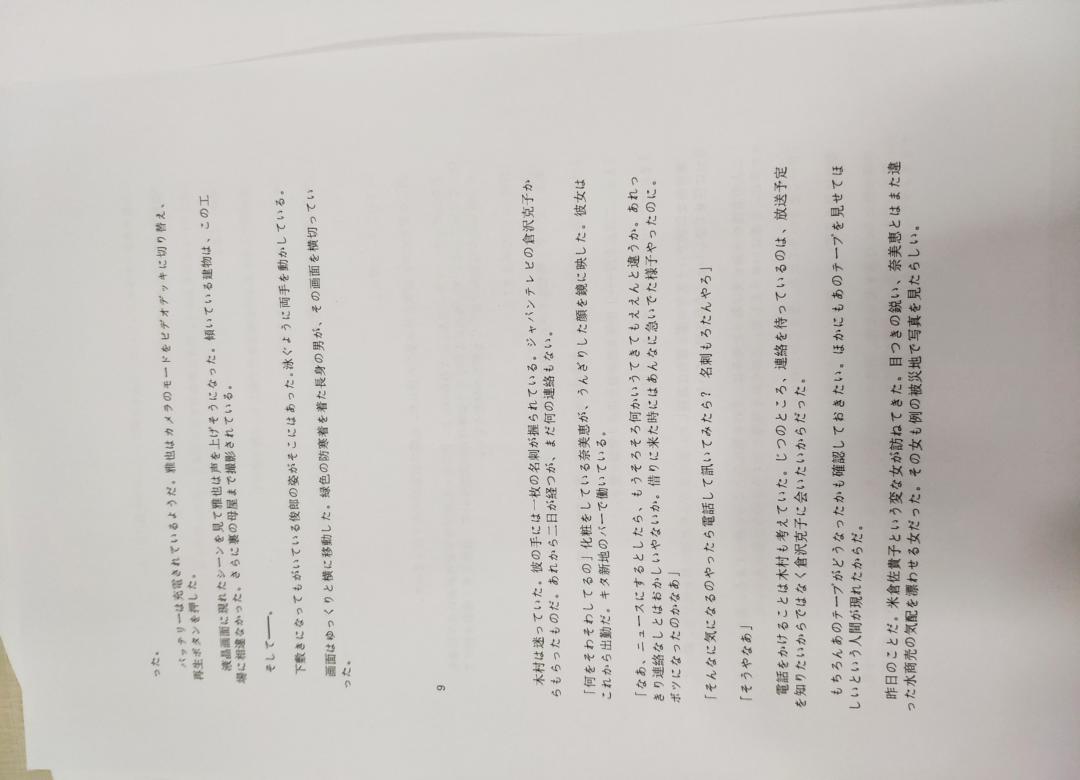 った。
バッテリーは充電されているようだ。雅也はカメラのモードをビデオデッキに切り替え、
再生ボタンを押した。
液晶画面に現れたシーンを見て雅也は声を上げそうになった。傾いている建物は、この工
場に相違なかった。さらに裏の母屋まで撮影されている。
そして――。
下敷きになってもがいている俊郎の姿がそこにはあった。泳ぐように両手を動かしている。
画面はゆっくりと横に移動した。緑色の防寒着を着た長身の男が、その画面を横切ってい
った。
9
木村は迷っていた。彼の手には一枚の名刺が握られている。ジャパンテレビの倉沢克子か
らもらったものだ。あれから二日が経つが、まだ何の連絡もない。
「何をそわそわしてるの」化粧をしている奈美恵が、うんざりした顔を鏡に映した。彼女は
これから出勤だ。キタ新地のバーで働いている。
「なあ、ニュースにするとしたら、もうそろそろ何かいうてきてもええんと違うか。あれっ
きり連絡なしとはおかしいやないか。借りに来た時にはあんなに急いでた様子やったのに。
ボツになったのかなあ」
「そんなに気になるのやったら電話して訊いてみたら? 名刺もろたんやろ」
「そうやなあ」
電話をかけることは木村も考えていた。じつのところ、連絡を待っているのは、放送予定
を知りたいからではなく倉沢克子に会いたいからだった。
もちろんあのテープがどうなったかも確認しておきたい。ほかにもあのテープを見せてほ
しいという人間が現れたからだ。
昨日のことだ。米倉佐貴子という変な女が訪ねてきた。目つきの鋭い、奈美恵とはまた違
った水商売の気配を漂わせる女だった。その女も例の被災地で写真を見たらしい。